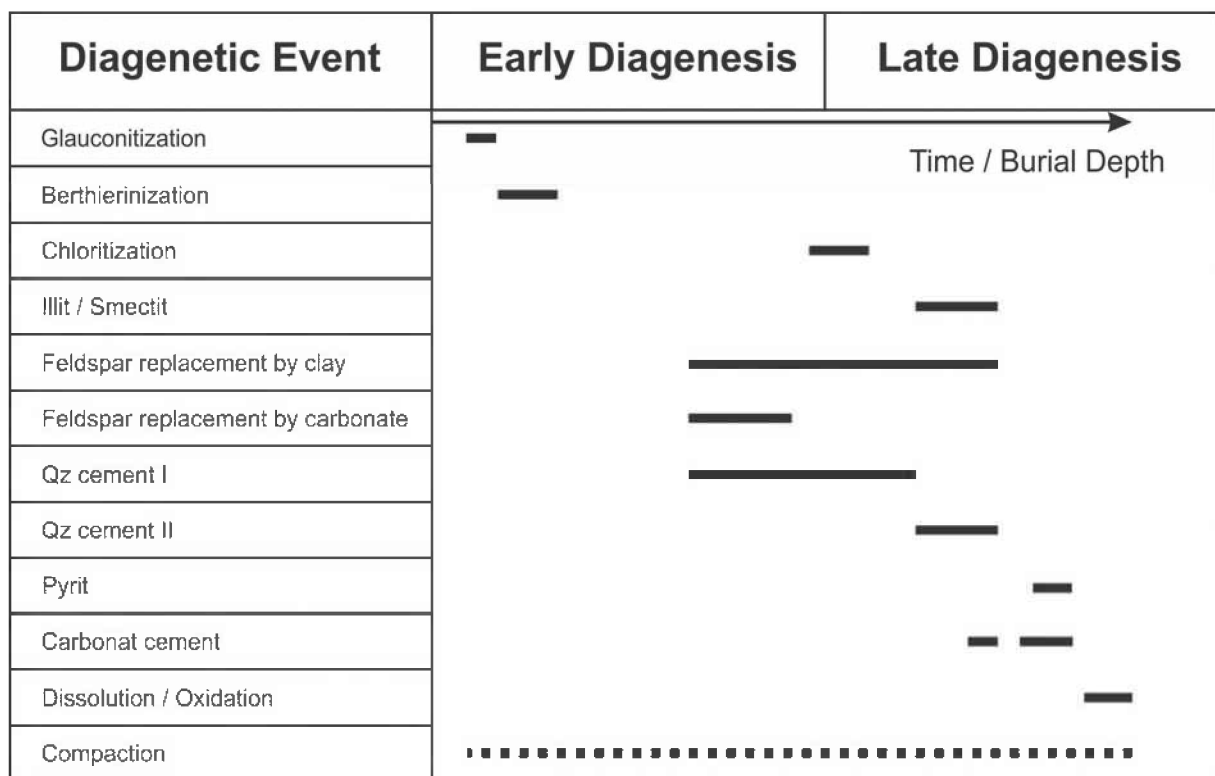 Diagenetic Event
Early Diagenesis
Late Diagenesis
Time / Burial Depth
Glauconitization
Berthierinization
Chloritization
Illit / Smectit
Feldspar replacement by clay
Feldspar replacement by carbonate
Qz cement I
Qz cement II
Pyrit
Carbonat cement
Dissolution / Oxidation
Compaction